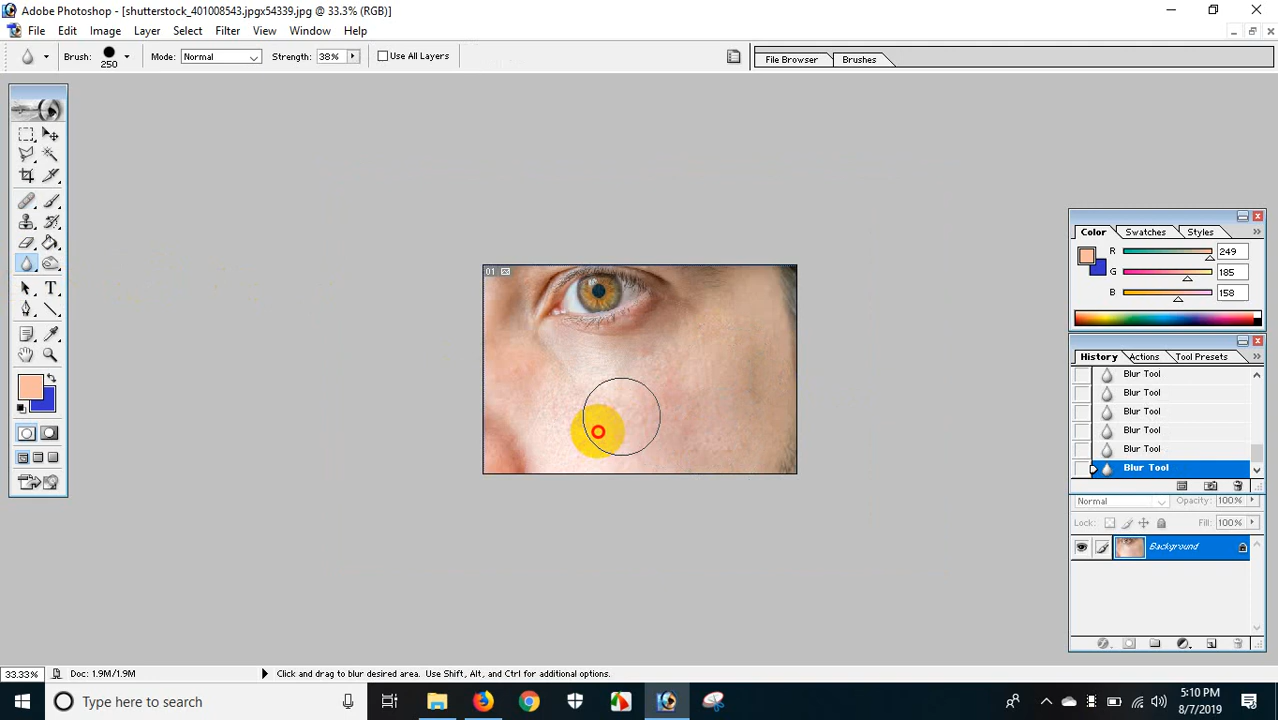 Adobe Photoshop - [shutterstock_401008543.jpgx54339.jpg @ 33.3% (RGB)]
File Edit Image Layer Select Filter View Window Help
Brush: 250 Mode: Normal Strength: 38% Use All Layers File Browser Brushes
01
Color Swatches Styles
R 249
G 185
B 158
History Actions Tool Presets
Blur Tool
Blur Tool
Blur Tool
Blur Tool
Blur Tool
Blur Tool
Normal Opacity: 100%
Lock: Fill: 100%
Background
33.33% Doc: 1.9M/1.9M Click and drag to blur desired area. Use Shift, Alt, and Ctrl for additional options.
Type here to search
5:10 PM
8/7/2019